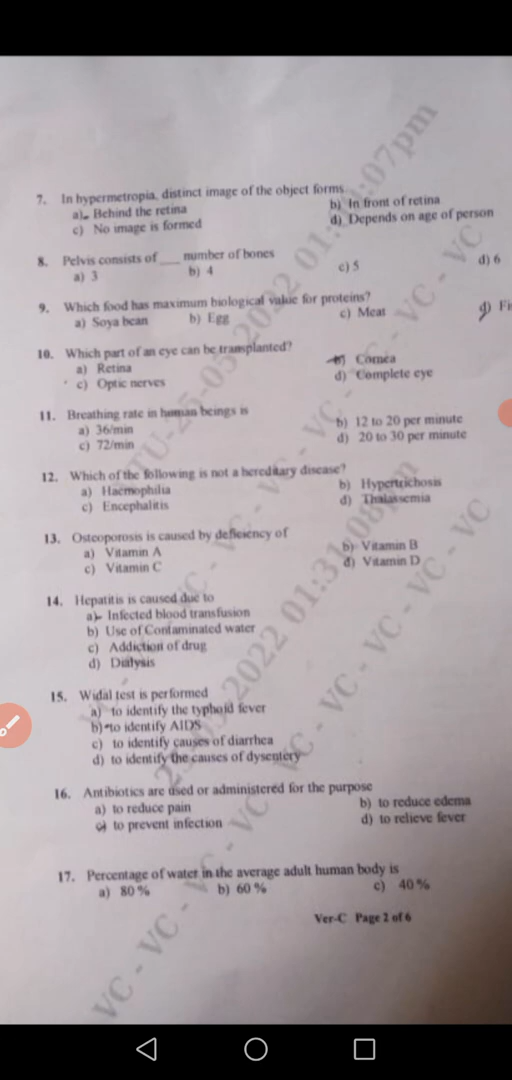 7. In hypermetropia, distinct image of the object forms
a) Behind the retina
b) In front of retina
c) No image is formed
d) Depends on age of person
8. Pelvis consists of ___ number of bones
a) 3 b) 4 c) 5 d) 6
9. Which food has maximum biological value for proteins?
a) Soya bean b) Egg c) Meat d)
10. Which part of an eye can be transplanted?
a) Retina b) Cornea
c) Optic nerves d) Complete eye
11. Breathing rate in human beings is
a) 36/min b) 12 to 20 per minute
c) 72/min d) 20 to 30 per minute
12. Which of the following is not a hereditary disease?
a) Haemophilia b) Hypertrichosis
c) Encephalitis d) Thalassemia
13. Osteoporosis is caused by deficiency of
a) Vitamin A b) Vitamin B
c) Vitamin C d) Vitamin D
14. Hepatitis is caused due to
a) Infected blood transfusion
b) Use of Contaminated water
c) Addiction of drug
d) Dialysis
15. Widal test is performed
a) to identify the typhoid fever
b) to identify AIDS
c) to identify causes of diarrhea
d) to identify the causes of dysentery
16. Antibiotics are used or administered for the purpose
a) to reduce pain b) to reduce edema
c) to prevent infection d) to relieve fever
17. Percentage of water in the average adult human body is
a) 80 % b) 60 % c) 40 %
Ver-C Page 2 of 6